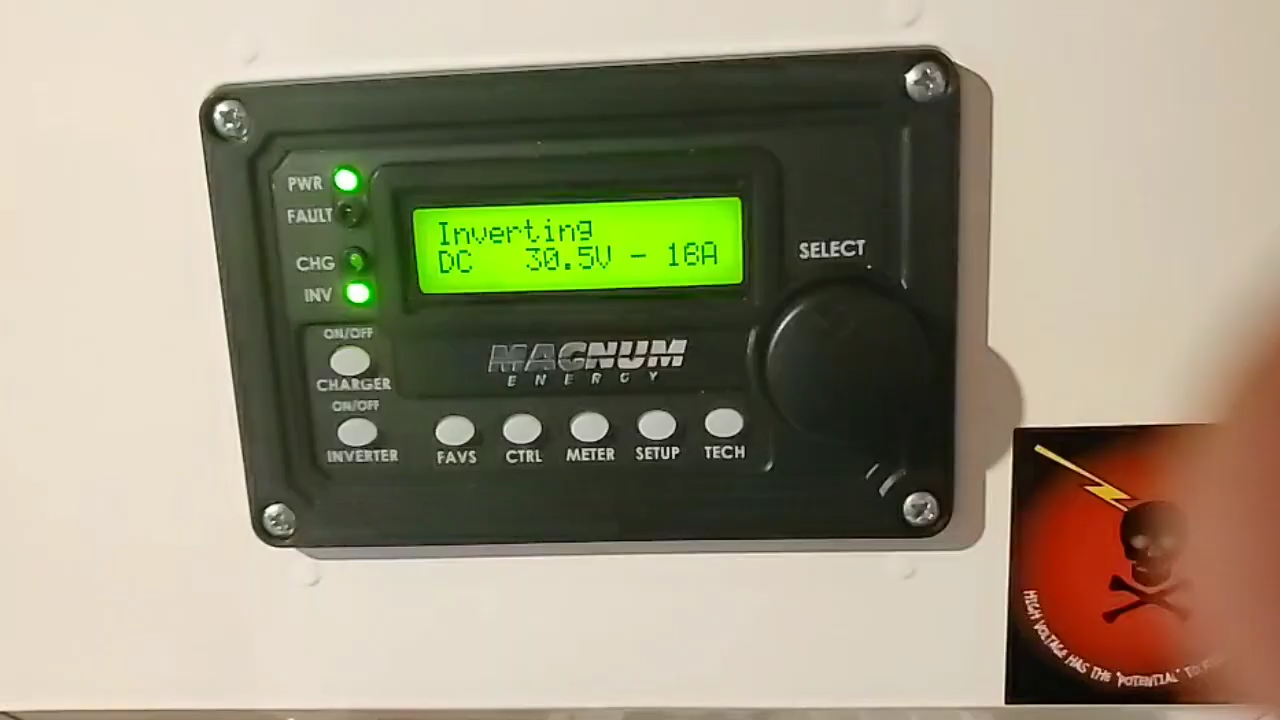 PWR
FAULT
CHG
INV
Inverting
DC 30.5V - 16A
SELECT
ON/OFF
CHARGER
ON/OFF
INVERTER
MAGNUM
ENERGY
FAVS
CTRL
METER
SETUP
TECH
HIGH VOLTAGE HAS THE "POTENTIAL" TO